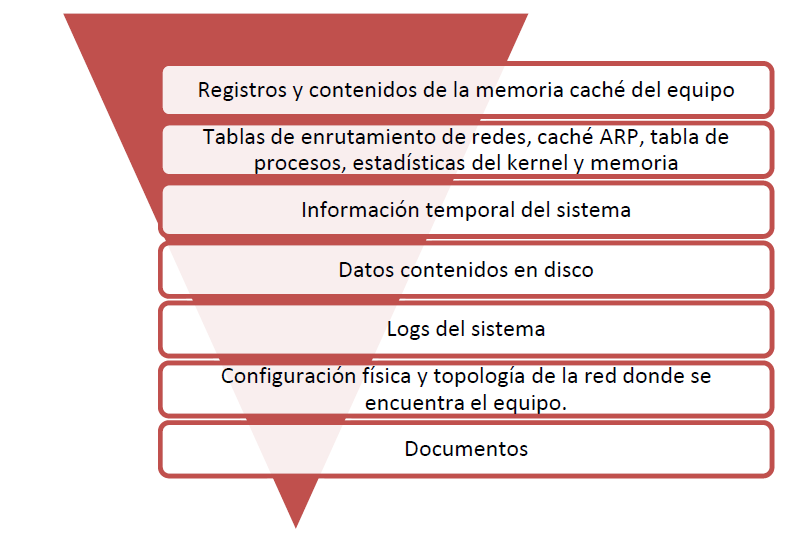 Registros y contenidos de la memoria caché del equipo
Tablas de enrutamiento de redes, caché ARP, tabla de
procesos, estadísticas del kernel y memoria
Información temporal del sistema
Datos contenidos en disco
Logs del sistema
Configuración física y topología de la red donde se
encuentra el equipo.
Documentos